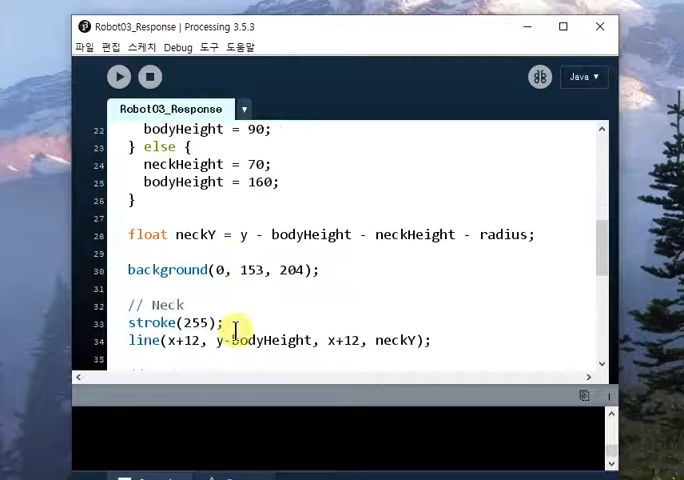 Robot03_Response | Processing 3.5.3
파일 편집 스케치 Debug 도구 도움말
Java ▾
Robot03_Response ▾
22 bodyHeight = 90;
23 } else {
24 neckHeight = 70;
25 bodyHeight = 160;
26 }
27
28 float neckY = y - bodyHeight - neckHeight - radius;
29
30 background(0, 153, 204);
31
32 // Neck
33 stroke(255);
34 line(x+12, y-bodyHeight, x+12, neckY);
35